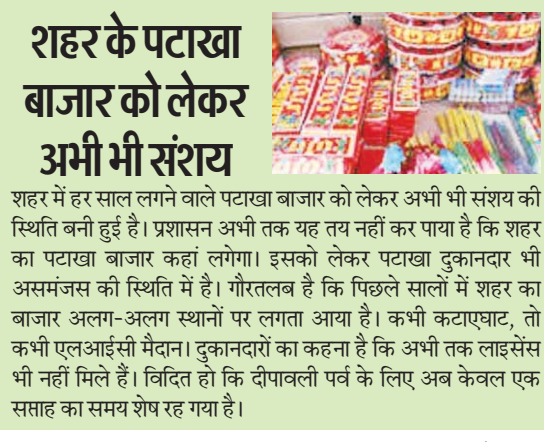 शहर के पटाखा
बाजार को लेकर
अभी भी संशय
शहर में हर साल लगने वाले पटाखा बाजार को लेकर अभी भी संशय की
स्थिति बनी हुई है। प्रशासन अभी तक यह तय नहीं कर पाया है कि शहर
का पटाखा बाजार कहां लगेगा। इसको लेकर पटाखा दुकानदार भी
असमंजस की स्थिति में है। गौरतलब है कि पिछले सालों में शहर का
बाजार अलग-अलग स्थानों पर लगता आया है। कभी कटाएघाट, तो
कभी एलआईसी मैदान। दुकानदारों का कहना है कि अभी तक लाइसेंस
भी नहीं मिले हैं। विदित हो कि दीपावली पर्व के लिए अब केवल एक
सप्ताह का समय शेष रह गया है।